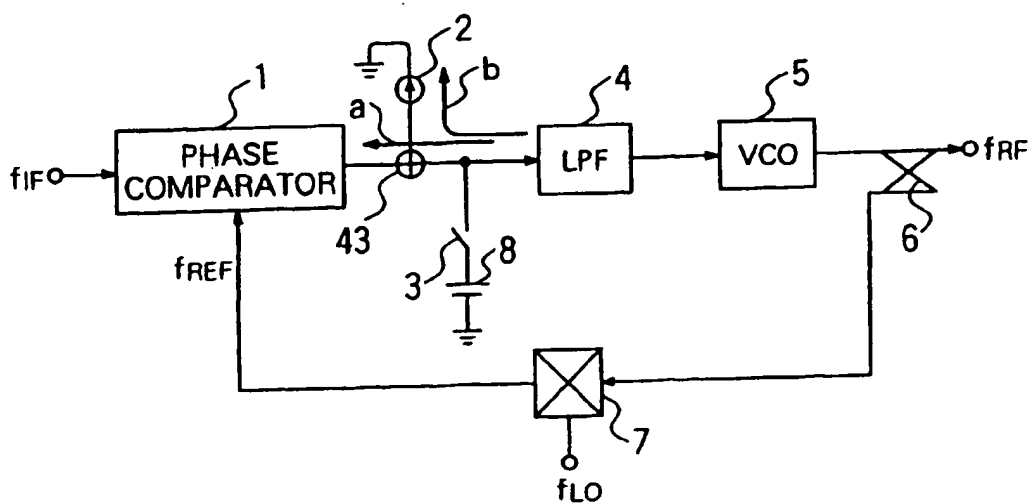 2
b
1
a
4
5
PHASE
COMPARATOR
LPF
VCO
fIF
fRF
43
6
fREF
3
8
7
fLO